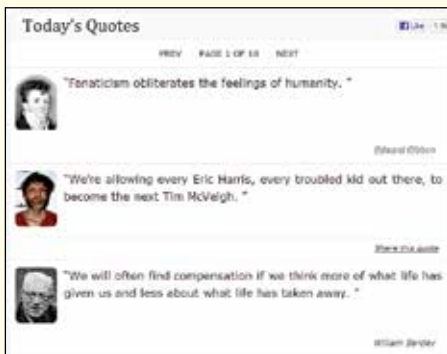 Today's Quotes
Like
PREV PAGE 1 OF 10 NEXT
"Fanaticism obliterates the feelings of humanity. "
Edward Gibbon
"We're allowing every Eric Harris, every troubled kid out there, to
become the next Tim McVeigh. "
Share this quote
"We will often find compensation if we think more of what life has
given us and less about what life has taken away. "
William Barclay